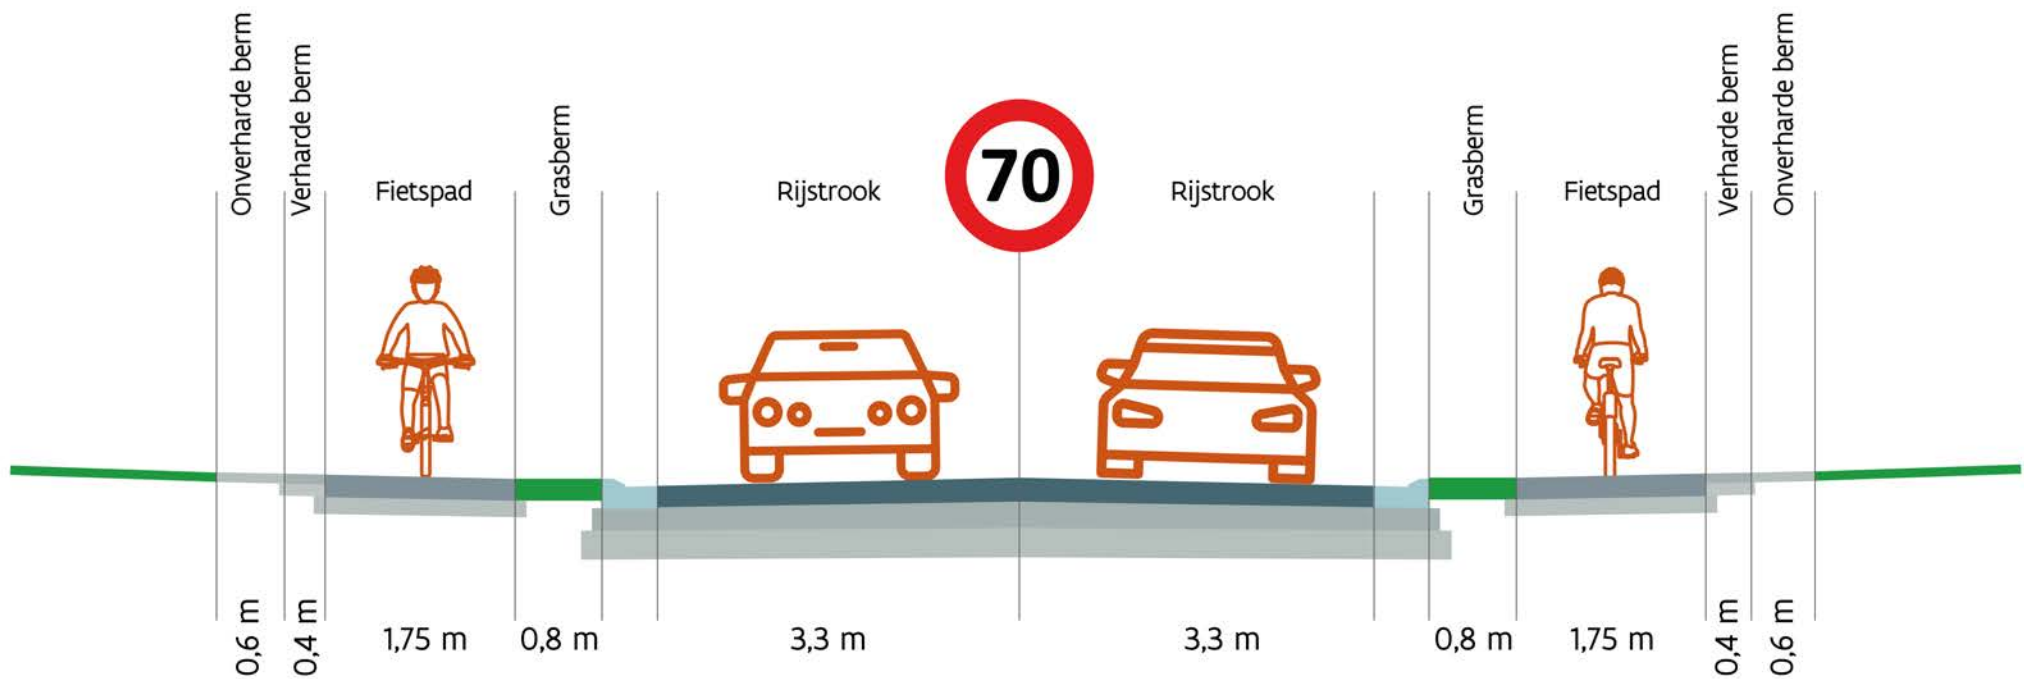 Onverharde berm
Verharde berm
Fietspad
Grasberm
Rijstrook
70
Rijstrook
Grasberm
Fietspad
Verharde berm
Onverharde berm
0,6 m
0,4 m
1,75 m
0,8 m
3,3 m
3,3 m
0,8 m
1,75 m
0,4 m
0,6 m